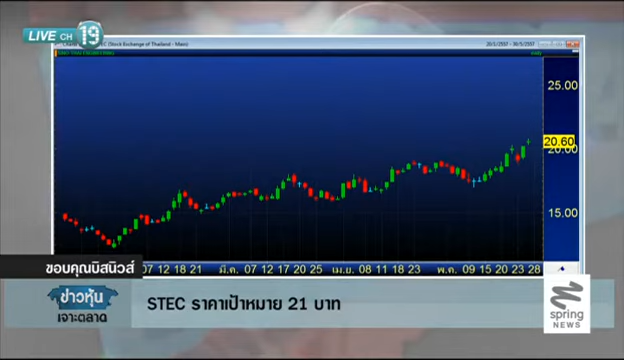 LIVE CH 19
STEC (Stock Exchange of Thailand - Main)
25.00
20.60
20.00
15.00
07 12 18 21 มี.ค. 07 12 17 20 25 เม.ย. 08 11 18 23 พ.ค. 09 15 20 23 28
ขอบคุณบิสนิวส์
ข่าวหุ้น
เจาะตลาด
STEC ราคาเป้าหมาย 21 บาท
spring
NEWS